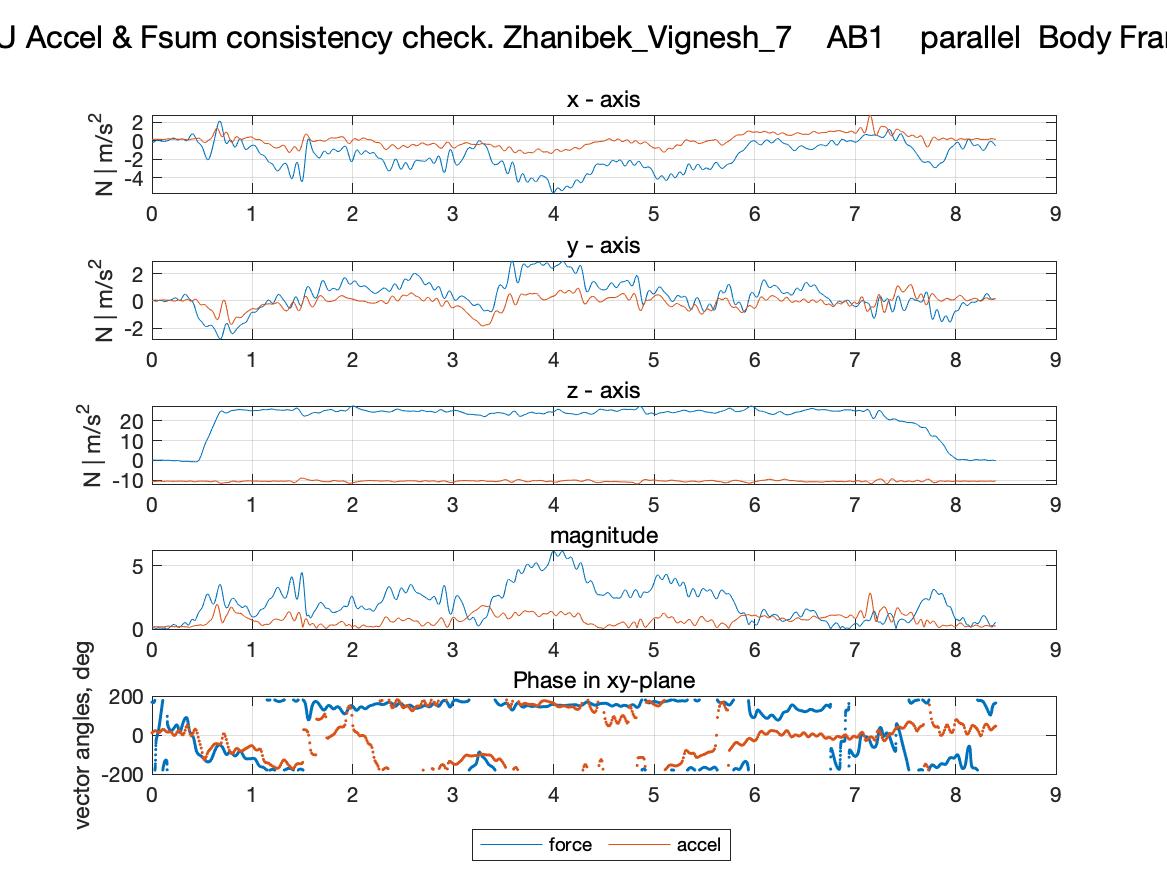 U Accel & Fsum consistency check. Zhanibek_Vignesh_7 AB1 parallel Body Fra
x - axis
N | m/s²
2
0
-2
-4
0 1 2 3 4 5 6 7 8 9
y - axis
N | m/s²
2
0
-2
0 1 2 3 4 5 6 7 8 9
z - axis
N | m/s²
20
10
0
-10
0 1 2 3 4 5 6 7 8 9
magnitude
5
0
0 1 2 3 4 5 6 7 8 9
Phase in xy-plane
vector angles, deg
200
0
-200
0 1 2 3 4 5 6 7 8 9
force accel